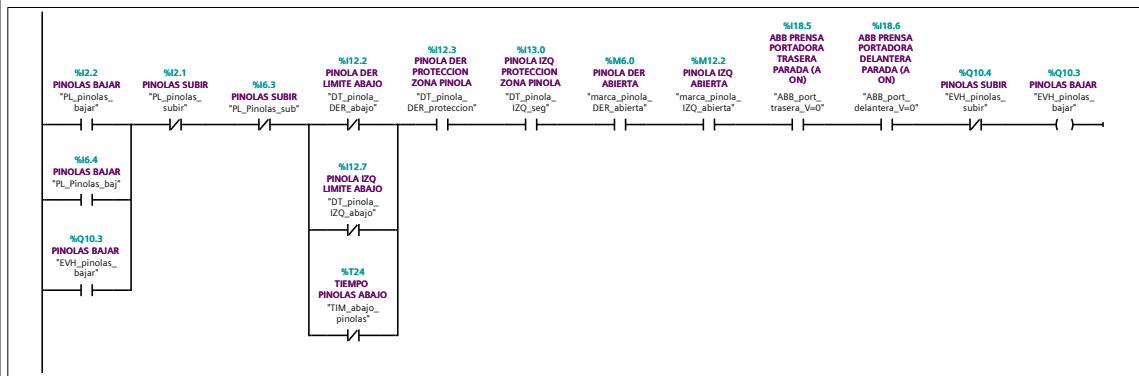 %I2.2
PINOLAS BAJAR
"PL_pinolas_
bajar"
%I2.1
PINOLAS SUBIR
"PL_pinolas_
subir"
%I6.3
PINOLAS SUBIR
"PL_Pinolas_sub"
%I12.2
PINOLA DER
LIMITE ABAJO
"DT_pinola_
DER_abajo"
%I12.3
PINOLA DER
PROTECCION
ZONA PINOLA
"DT_pinola_
DER_proteccion"
%I13.0
PINOLA IZQ
PROTECCION
ZONA PINOLA
"DT_pinola_
IZQ_seg"
%M6.0
PINOLA DER
ABIERTA
"marca_pinola_
DER_abierta"
%M12.2
PINOLA IZQ
ABIERTA
"marca_pinola_
IZQ_abierta"
%I18.5
ABB PRENSA
PORTADORA
TRASERA
PARADA (A
ON)
"ABB_port_
trasera_V=0"
%I18.6
ABB PRENSA
PORTADORA
DELANTERA
PARADA (A
ON)
"ABB_port_
delantera_V=0"
%Q10.4
PINOLAS SUBIR
"EVH_pinolas_
subir"
%Q10.3
PINOLAS BAJAR
"EVH_pinolas_
bajar"
%I6.4
PINOLAS BAJAR
"PL_Pinolas_baj"
%I12.7
PINOLA IZQ
LIMITE ABAJO
"DT_pinola_
IZQ_abajo"
%Q10.3
PINOLAS BAJAR
"EVH_pinolas_
bajar"
%T24
TIEMPO
PINOLAS ABAJO
"TIM_abajo_
pinolas"